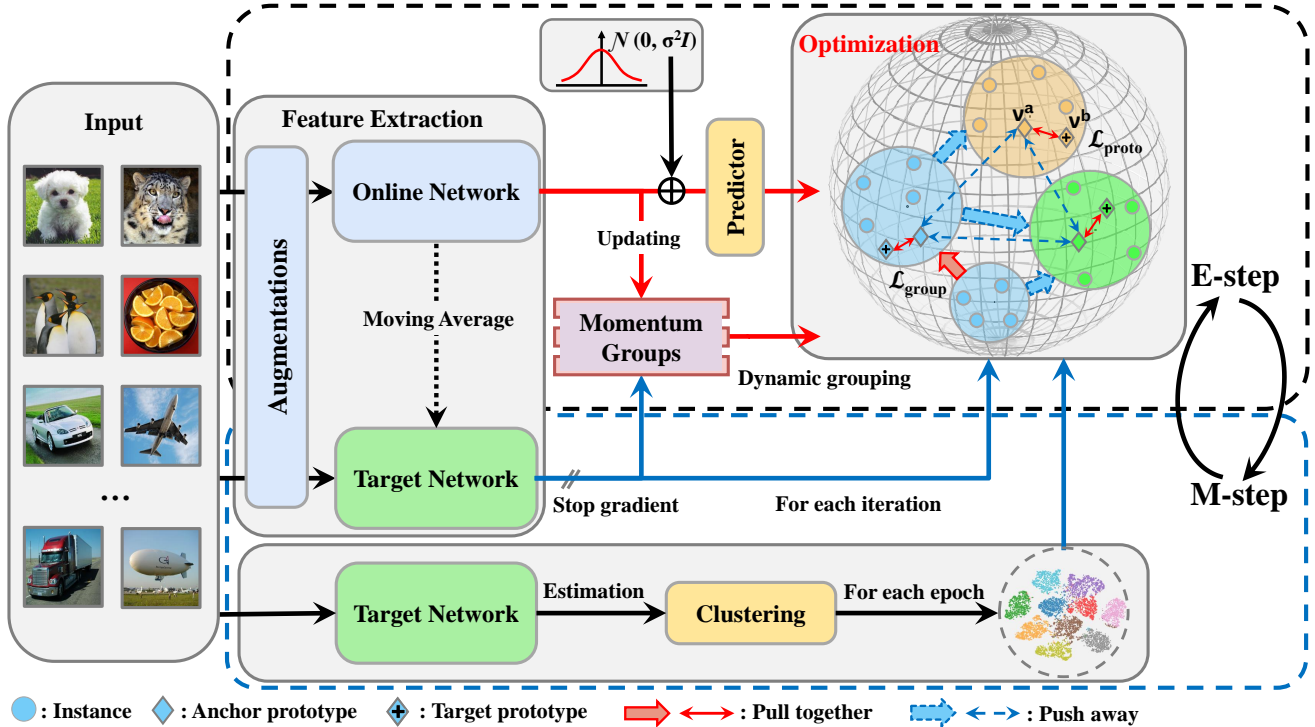 𝒩 (0, σ²I)
Optimization
Input
Feature Extraction
Augmentations
Online Network
Predictor
Updating
νᵃ
νᵇ
ℒproto
ℒgroup
E-step
Moving Average
Momentum
Groups
Dynamic grouping
Target Network
Stop gradient
For each iteration
M-step
...
Target Network
Estimation
Clustering
For each epoch
: Instance
: Anchor prototype
: Target prototype
: Pull together
: Push away